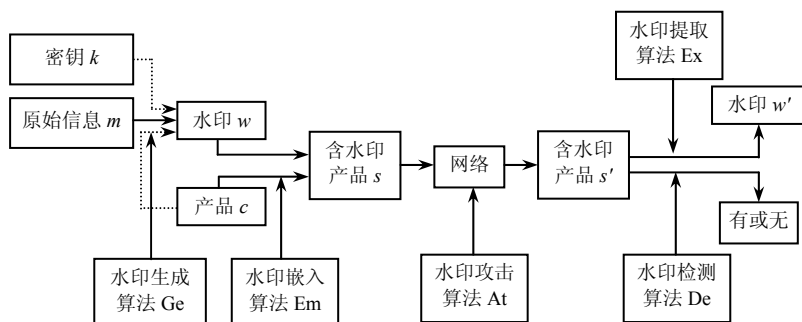 水印提取
算法 Ex
密钥 k
原始信息 m
水印 w
水印 w'
含水印
产品 s
网络
含水印
产品 s'
产品 c
有或无
水印生成
算法 Ge
水印嵌入
算法 Em
水印攻击
算法 At
水印检测
算法 De